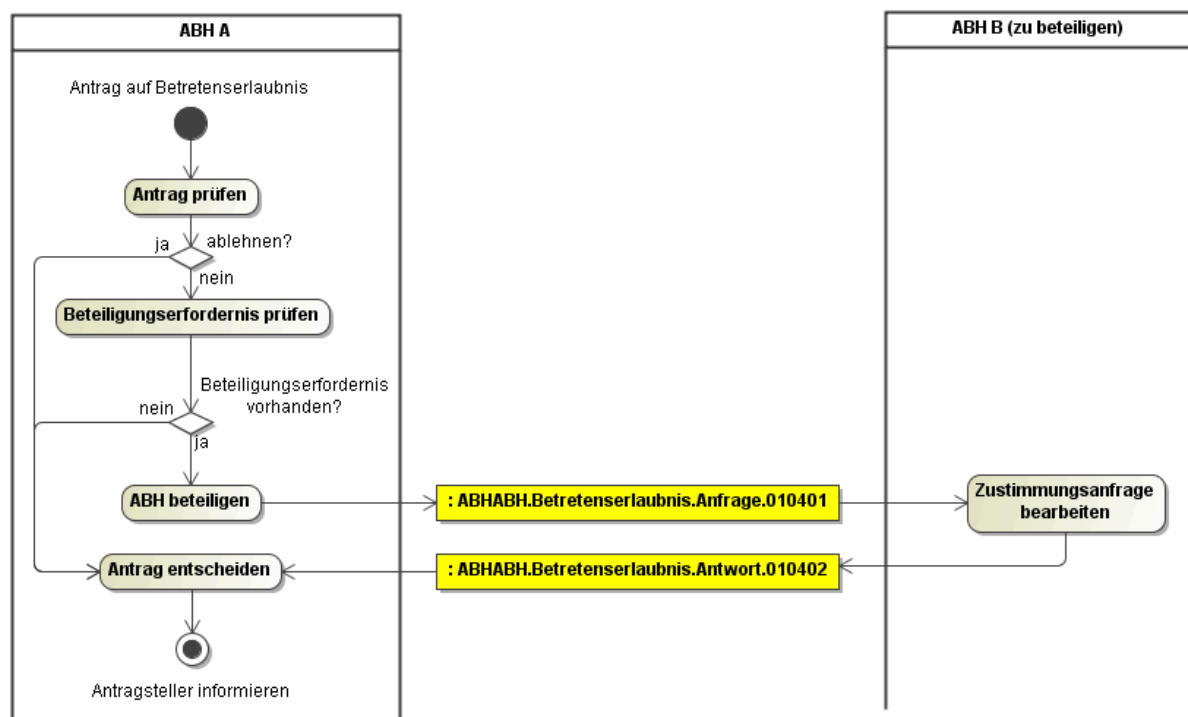 ABH A
ABH B (zu beteiligen)
Antrag auf Betretenserlaubnis
Antrag prüfen
ja
ablehnen?
nein
Beteiligungserfordernis prüfen
Beteiligungserfordernis
vorhanden?
nein
ja
ABH beteiligen
: ABHABH.Betretenserlaubnis.Anfrage.010401
Zustimmungsanfrage
bearbeiten
Antrag entscheiden
: ABHABH.Betretenserlaubnis.Antwort.010402
Antragsteller informieren